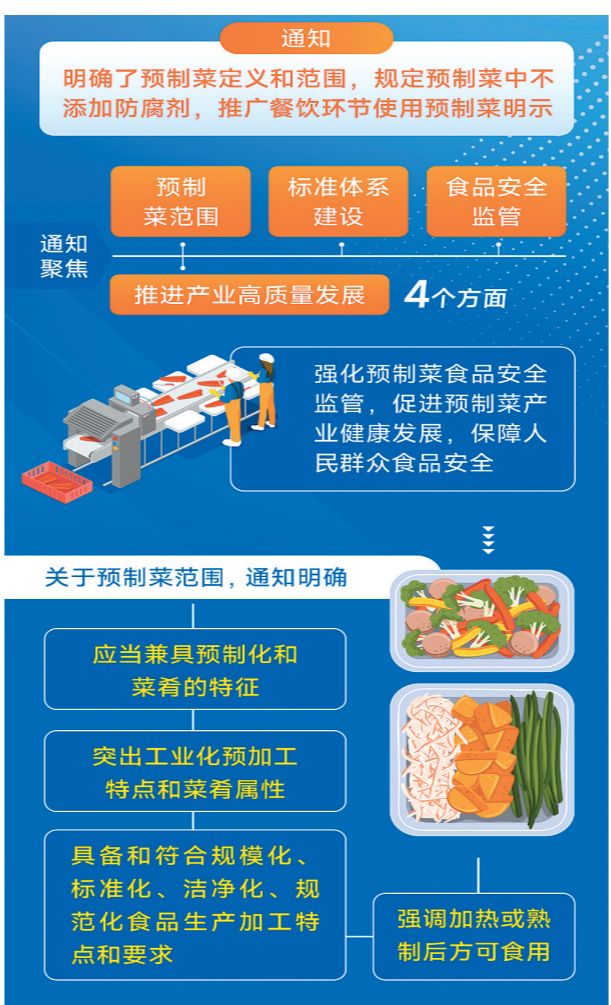 通知
明确了预制菜定义和范围，规定预制菜中不
添加防腐剂，推广餐饮环节使用预制菜明示
预制
菜范围
标准体系
建设
食品安全
监管
通知
聚焦
推进产业高质量发展
4个方面
强化预制菜食品安全
监管，促进预制菜产
业健康发展，保障人
民群众食品安全
关于预制菜范围，通知明确
应当兼具预制化和
菜肴的特征
突出工业化预加工
特点和菜肴属性
具备和符合规模化、
标准化、洁净化、规
范化食品生产加工特
点和要求
强调加热或熟
制后方可食用